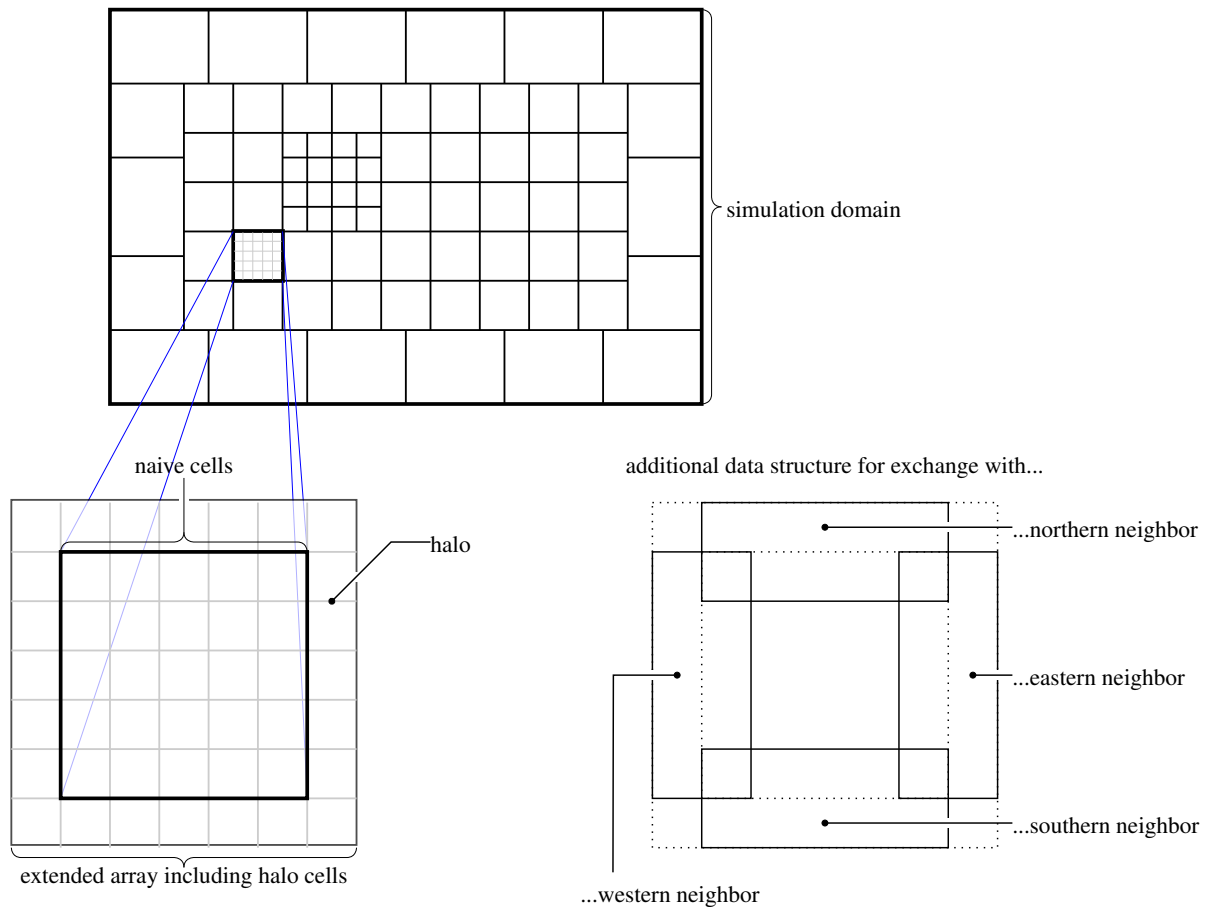 simulation domain
naive cells
additional data structure for exchange with...
...northern neighbor
halo
...eastern neighbor
...southern neighbor
extended array including halo cells
...western neighbor